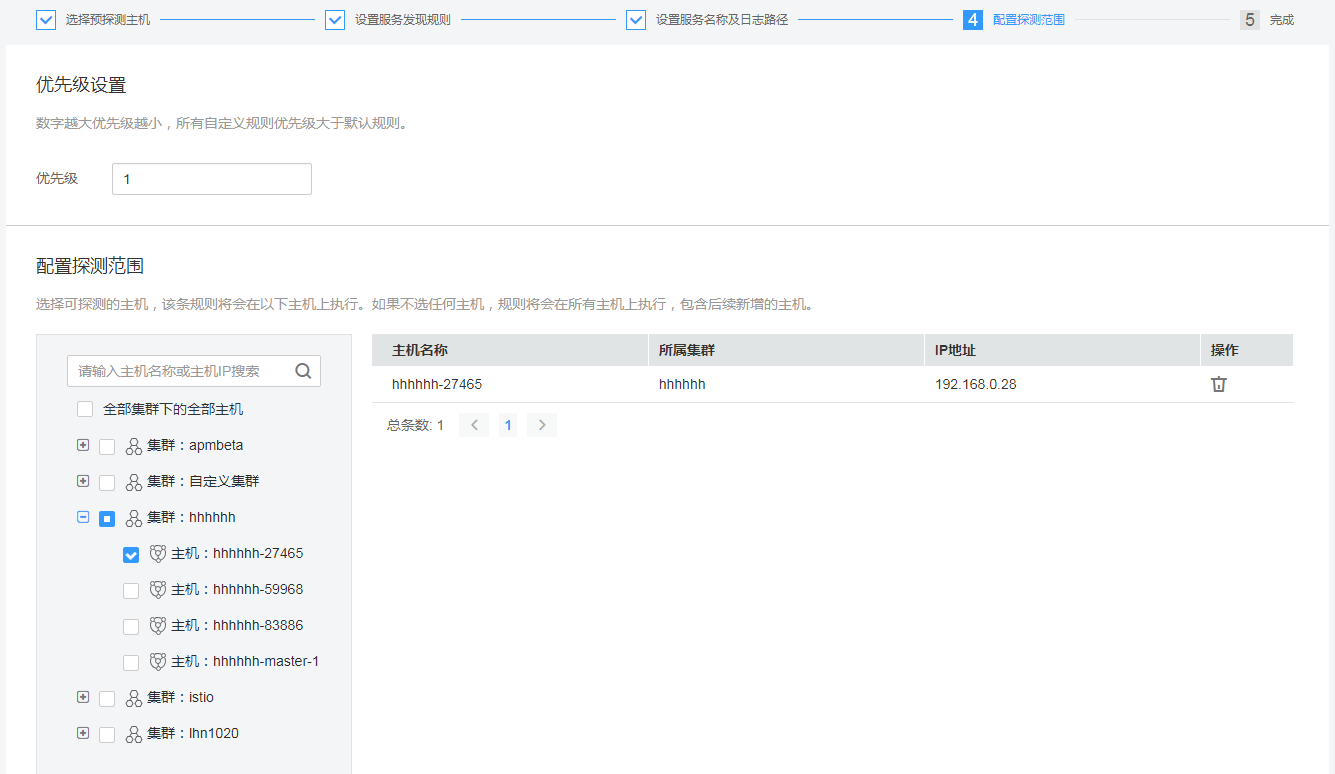 选择预探测主机 设置服务发现规则 设置服务名称及日志路径 4 配置探测范围 5 完成
优先级设置
数字越大优先级越小，所有自定义规则优先级大于默认规则。
优先级 1
配置探测范围
选择可探测的主机，该条规则将会在以下主机上执行。如果不选任何主机，规则将会在所有主机上执行，包含后续新增的主机。
请输入主机名称或主机IP搜索
全部集群下的全部主机
集群：apmbeta
集群：自定义集群
集群：hhhhhh
主机：hhhhhh-27465
主机：hhhhhh-59968
主机：hhhhhh-83886
主机：hhhhhh-master-1
集群：istio
集群：lhn1020
主机名称 所属集群 IP地址 操作
hhhhhh-27465 hhhhhh 192.168.0.28
总条数: 1 < 1 >